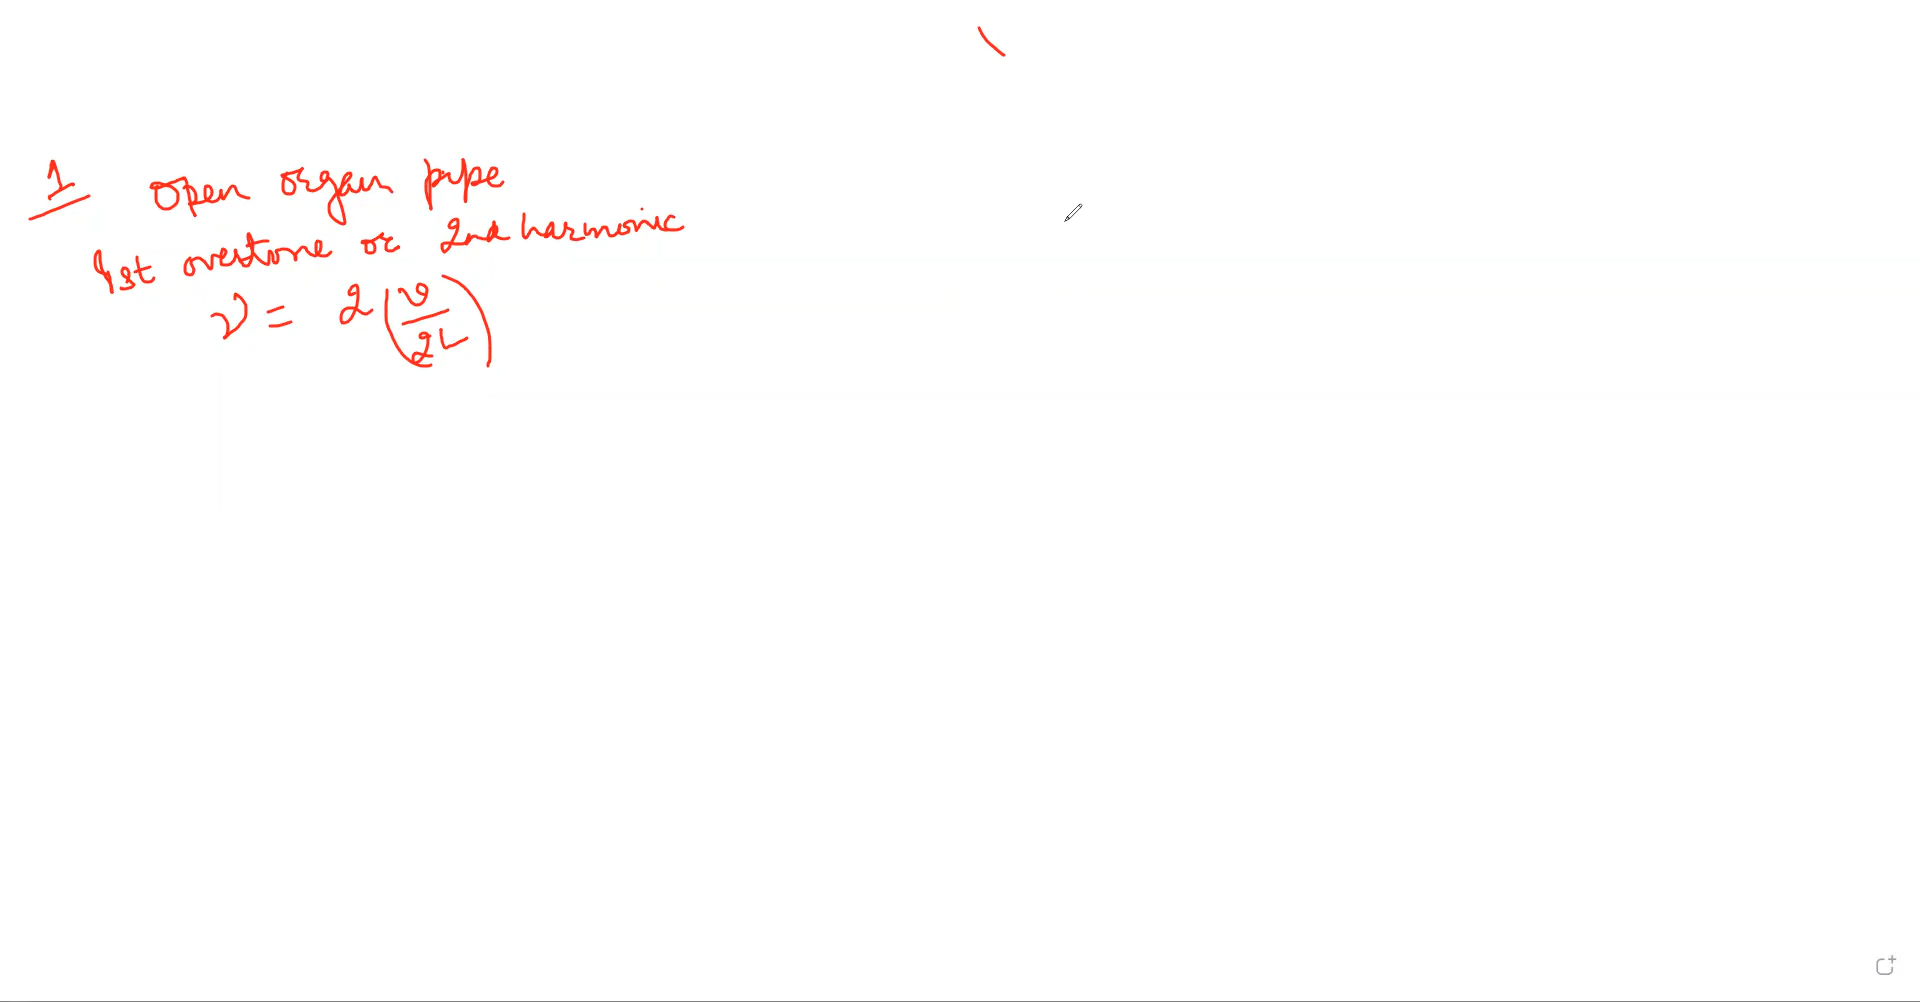 1 open organ pipe
1st overtone or 2nd harmonic
ν = 2 (v/2L)